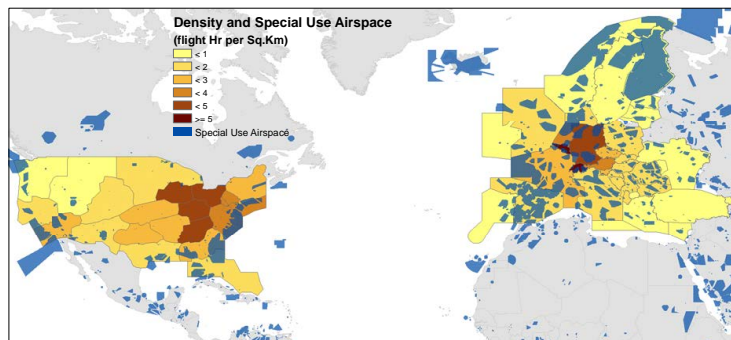 Density and Special Use Airspace
(flight Hr per Sq.Km)
< 1
< 2
< 3
< 4
< 5
>= 5
Special Use Airspace